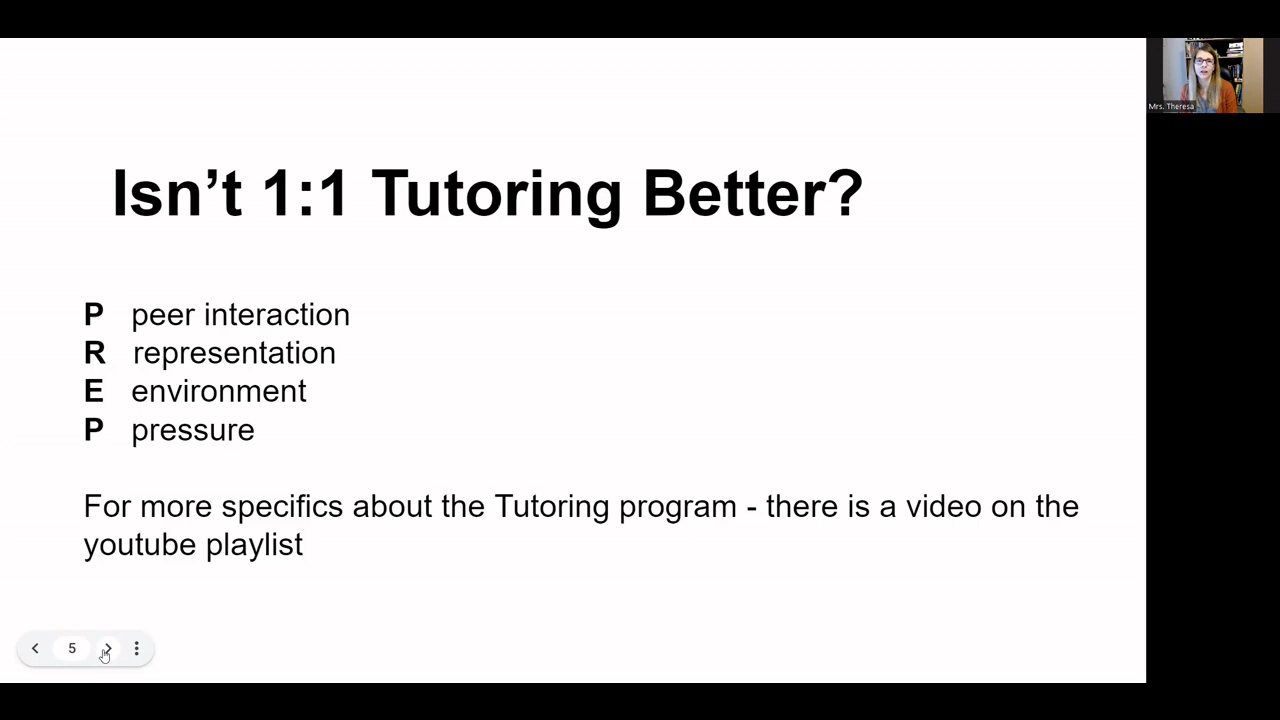 Isn’t 1:1 Tutoring Better?
P peer interaction
R representation
E environment
P pressure
For more specifics about the Tutoring program - there is a video on the
youtube playlist
5
Mrs. Theresa